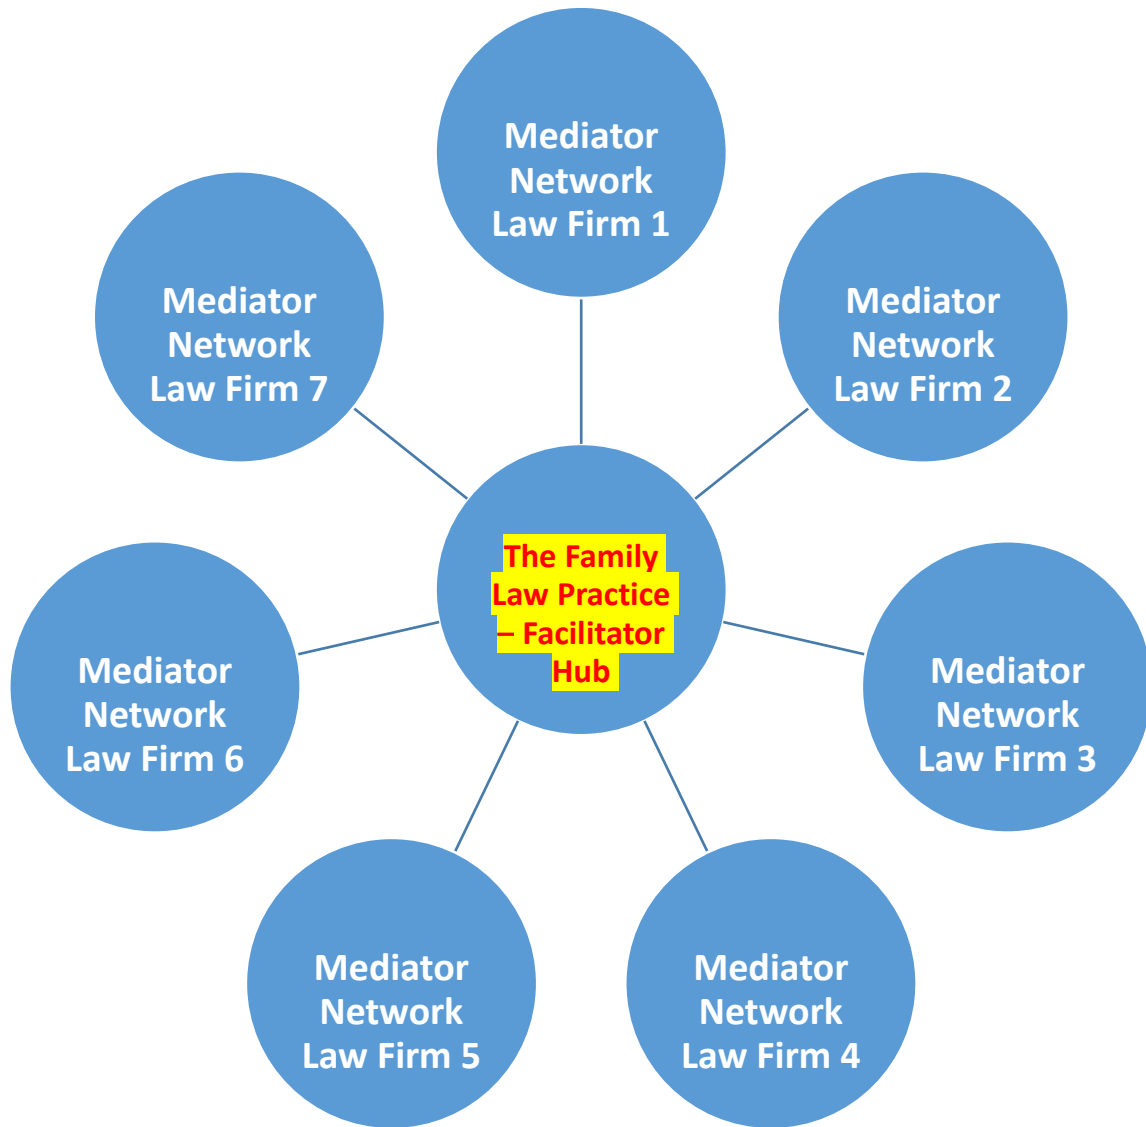 Mediator
Network
Law Firm 1
Mediator
Network
Law Firm 2
Mediator
Network
Law Firm 3
Mediator
Network
Law Firm 4
Mediator
Network
Law Firm 5
Mediator
Network
Law Firm 6
Mediator
Network
Law Firm 7
The Family
Law Practice
– Facilitator
Hub